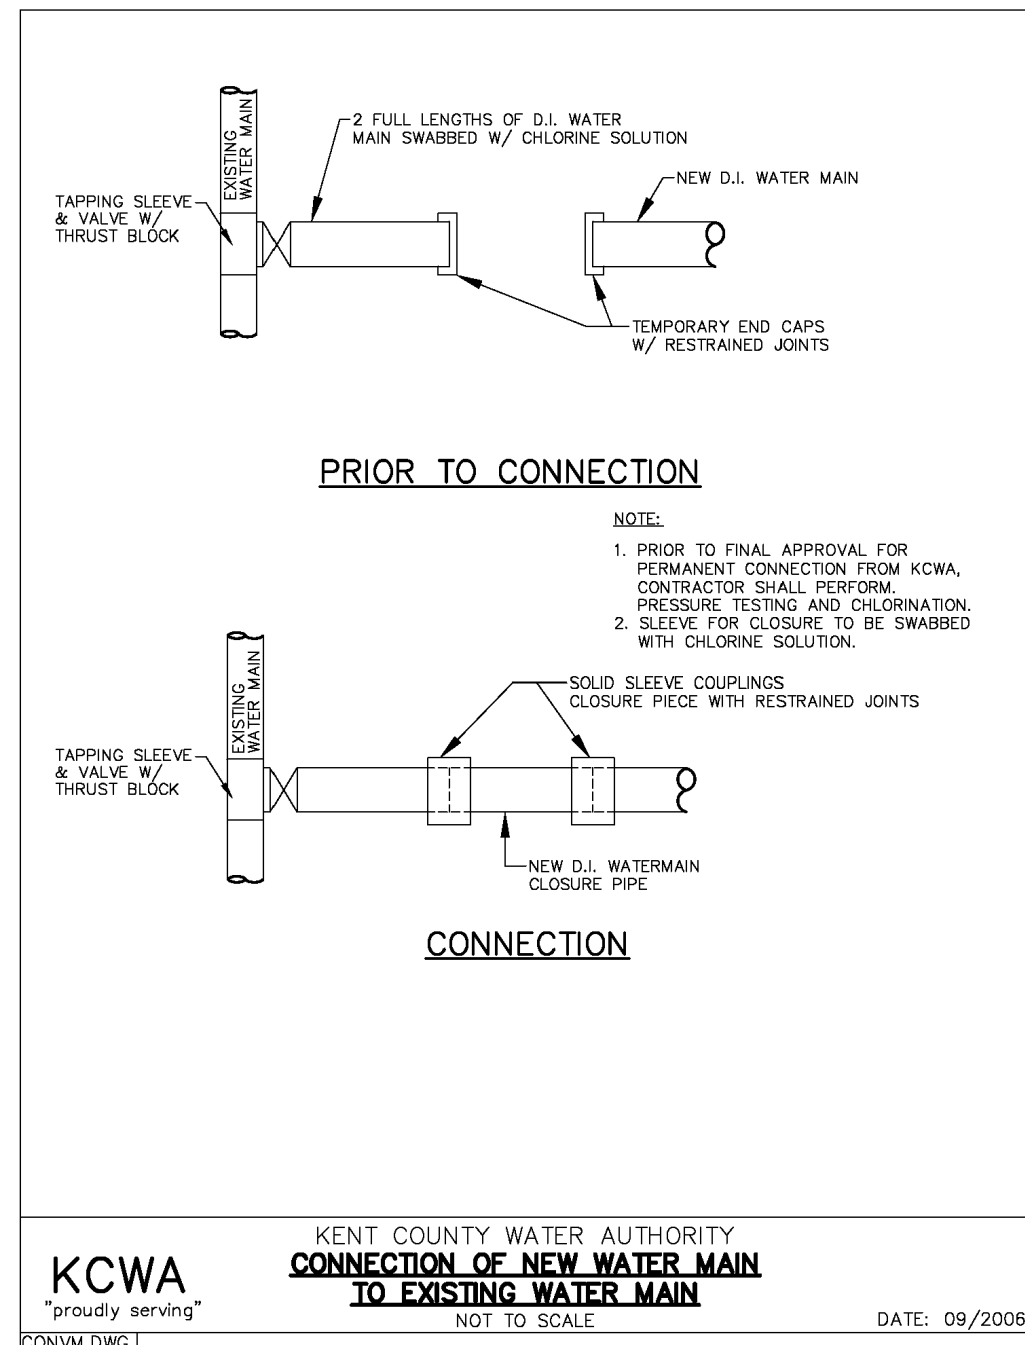 EXISTING
WATER MAIN
2 FULL LENGTHS OF D.I. WATER
MAIN SWABBED W/ CHLORINE SOLUTION
NEW D.I. WATER MAIN
TAPPING SLEEVE
& VALVE W/
THRUST BLOCK
TEMPORARY END CAPS
W/ RESTRAINED JOINTS
PRIOR TO CONNECTION
NOTE:
1. PRIOR TO FINAL APPROVAL FOR
PERMANENT CONNECTION FROM KCWA,
CONTRACTOR SHALL PERFORM.
PRESSURE TESTING AND CHLORINATION.
2. SLEEVE FOR CLOSURE TO BE SWABBED
WITH CHLORINE SOLUTION.
EXISTING
WATER MAIN
SOLID SLEEVE COUPLINGS
CLOSURE PIECE WITH RESTRAINED JOINTS
TAPPING SLEEVE
& VALVE W/
THRUST BLOCK
NEW D.I. WATERMAIN
CLOSURE PIPE
CONNECTION
KCWA
"proudly serving"
KENT COUNTY WATER AUTHORITY
CONNECTION OF NEW WATER MAIN
TO EXISTING WATER MAIN
NOT TO SCALE
DATE: 09/2006
CONVM.DWG